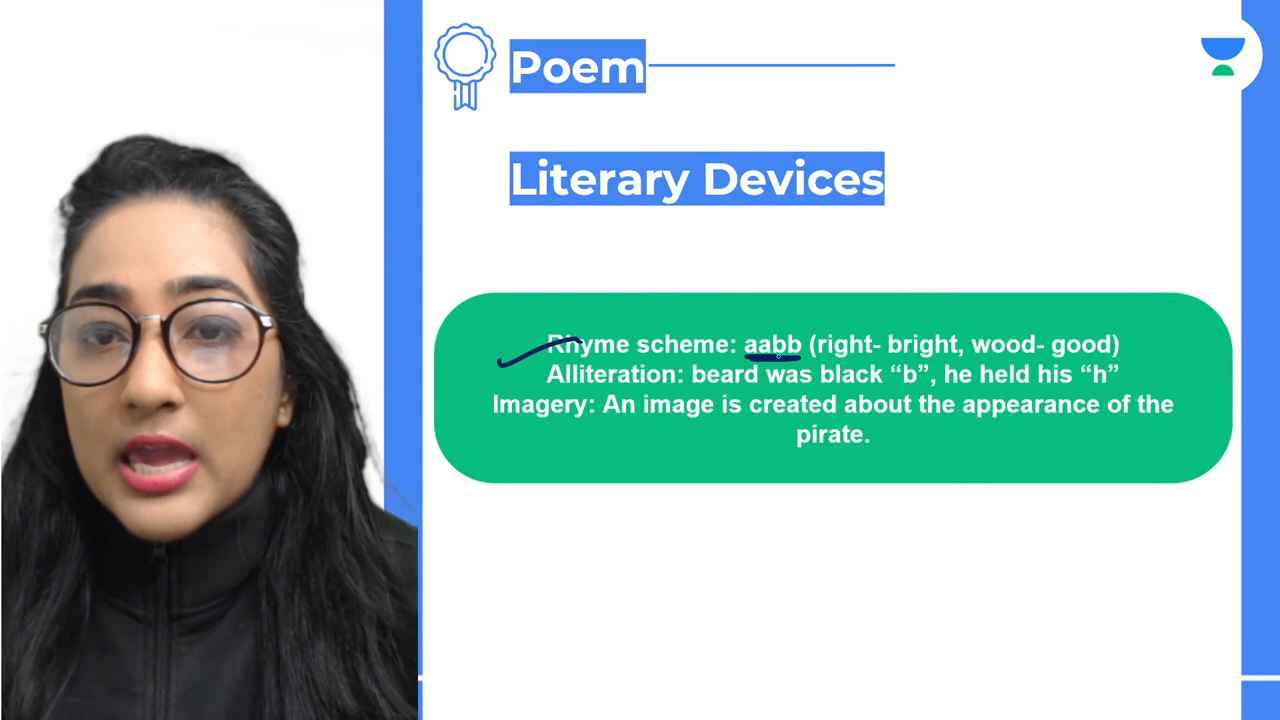 Poem
Literary Devices
Rhyme scheme: aabb (right- bright, wood- good)
Alliteration: beard was black “b”, he held his “h”
Imagery: An image is created about the appearance of the
pirate.